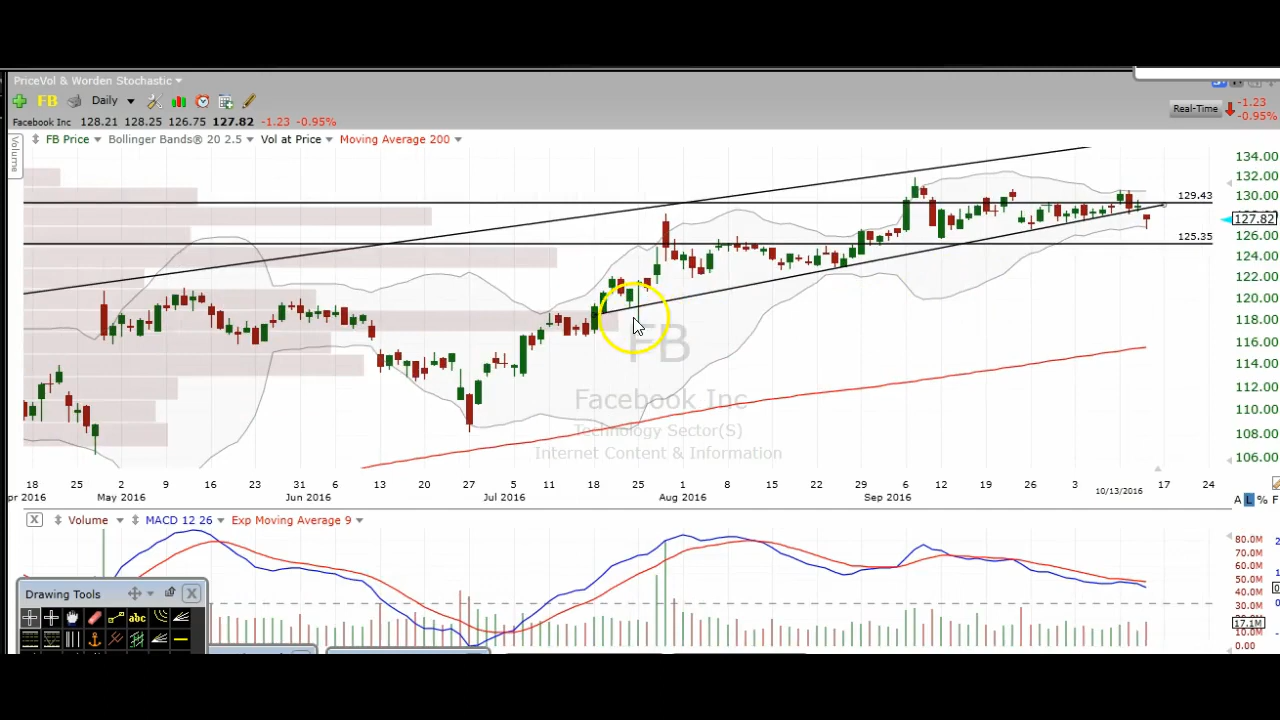 PriceVol & Worden Stochastic
FB Daily
Real-Time
-1.23
-0.95%
Facebook Inc 128.21 128.25 126.75 127.82 -1.23 -0.95%
Volume
FB Price Bollinger Bands® 20 2.5 Vol at Price Moving Average 200
134.00
132.00
130.00
129.43
127.82
126.00
125.35
124.00
122.00
120.00
118.00
116.00
114.00
112.00
110.00
108.00
106.00
FB
Facebook Inc
Technology Sector(S)
Internet Content & Information
18 25 2 9 16 23 31 6 13 20 27 5 11 18 25 1 8 15 22 29 6 12 19 26 3 10/13/2016 17 24
pr 2016 May 2016 Jun 2016 Jul 2016 Aug 2016 Sep 2016
A L % F
X Volume MACD 12 26 Exp Moving Average 9
80.0M
70.0M
60.0M
50.0M
40.0M
30.0M
17.1M
10.0M
0.00
Drawing Tools X
abc